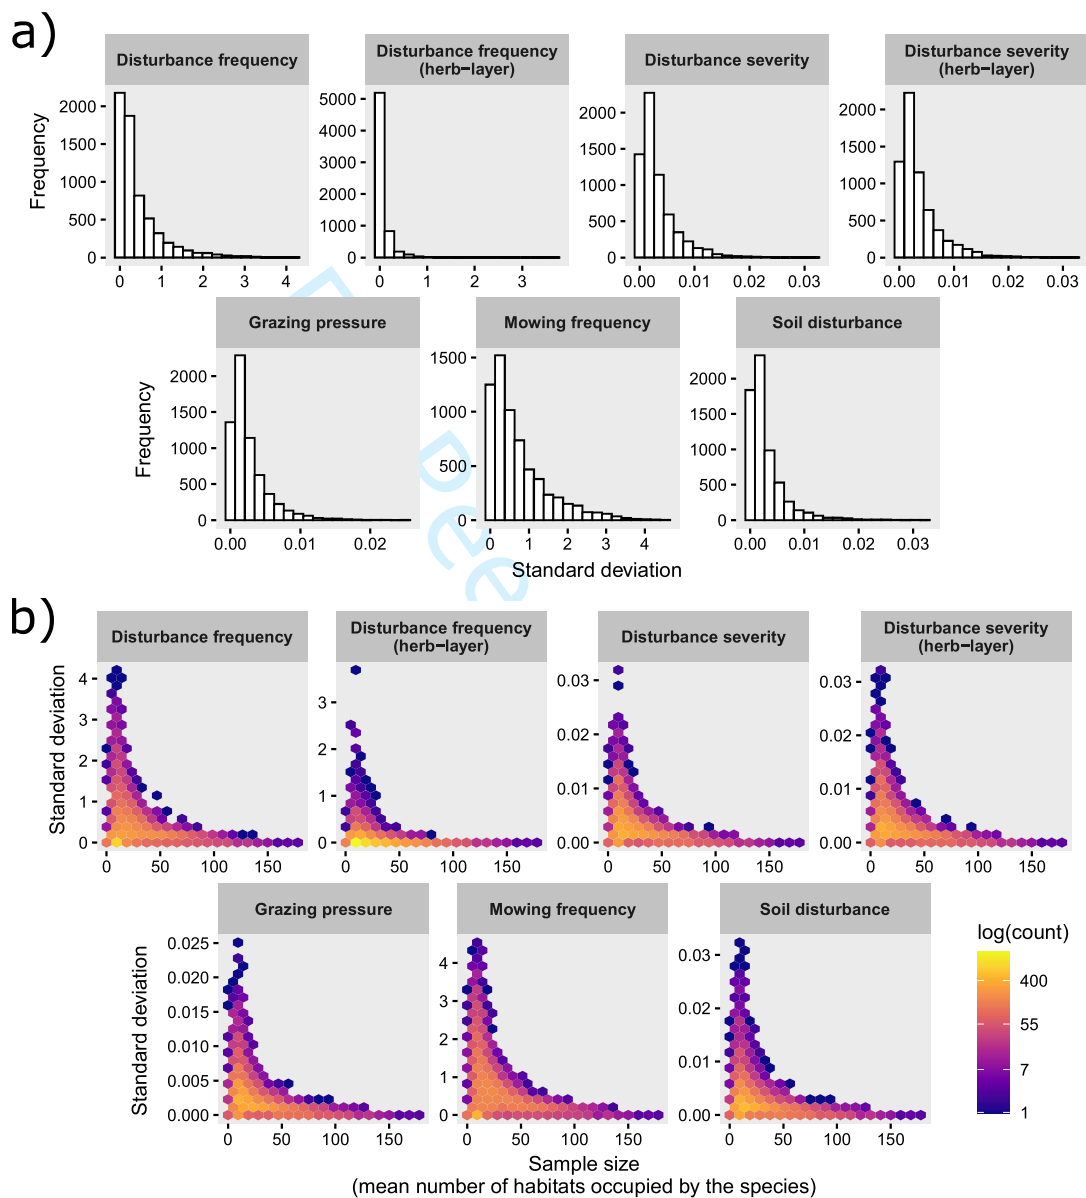 a)
Disturbance frequency
Disturbance frequency
(herb−layer)
Disturbance severity
Disturbance severity
(herb−layer)
Frequency
2000
1500
1000
500
0
0 1 2 3 4
5000
4000
3000
2000
1000
0
0 1 2 3
2000
1500
1000
500
0
0.00 0.01 0.02 0.03
2000
1500
1000
500
0
0.00 0.01 0.02 0.03
Grazing pressure
Mowing frequency
Soil disturbance
Frequency
2000
1500
1000
500
0
0.00 0.01 0.02
1500
1000
500
0
0 1 2 3 4
2000
1500
1000
500
0
0.00 0.01 0.02 0.03
Standard deviation
b)
Disturbance frequency
Disturbance frequency
(herb−layer)
Disturbance severity
Disturbance severity
(herb−layer)
Standard deviation
4
3
2
1
0
0 50 100 150
3
2
1
0
0 50 100 150
0.03
0.02
0.01
0.00
0 50 100 150
0.03
0.02
0.01
0.00
0 50 100 150
Grazing pressure
Mowing frequency
Soil disturbance
Standard deviation
0.025
0.020
0.015
0.010
0.005
0.000
0 50 100 150
4
3
2
1
0
0 50 100 150
0.03
0.02
0.01
0.00
0 50 100 150
log(count)
400
55
7
1
Sample size
(mean number of habitats occupied by the species)